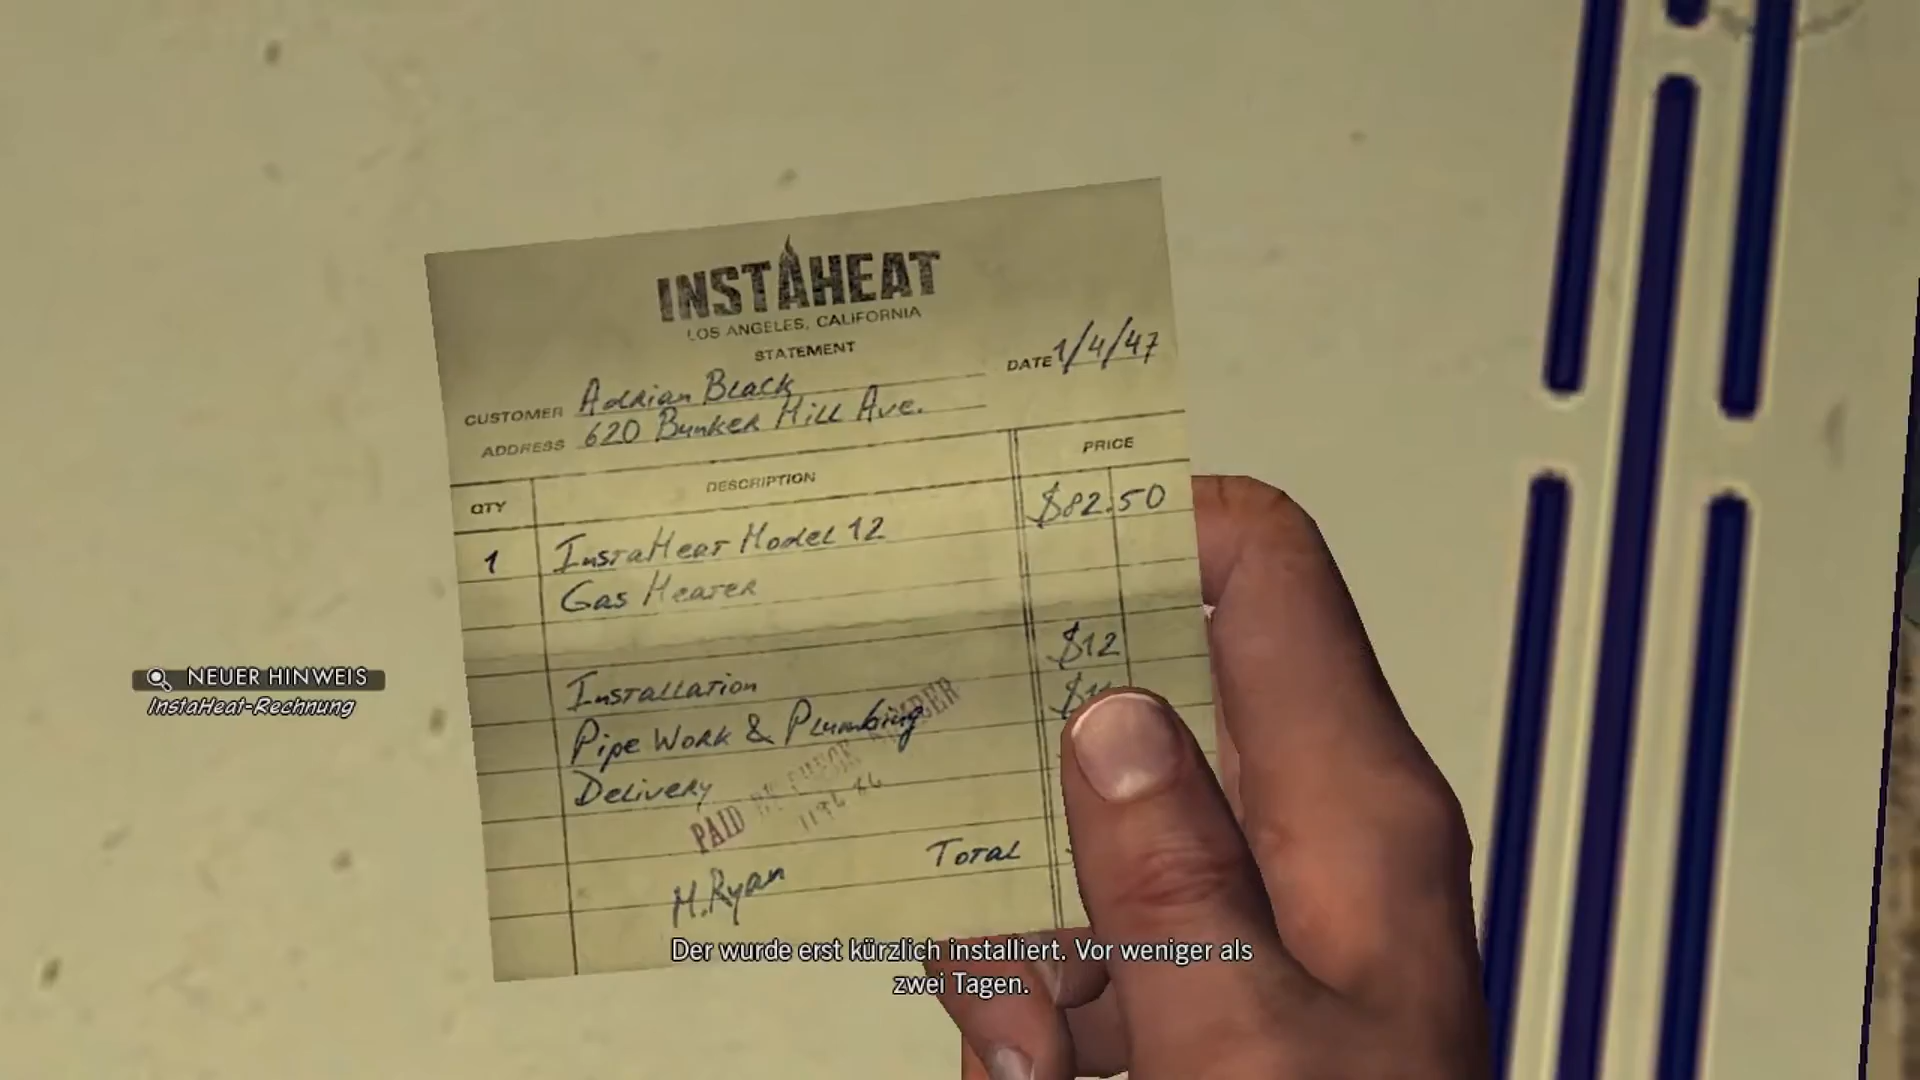 INSTAHEAT
LOS ANGELES, CALIFORNIA
STATEMENT
DATE 1/4/47
CUSTOMER Adrian Black
ADDRESS 620 Bunker Hill Ave.
QTY DESCRIPTION PRICE
1 InstaHeat Model 12 $82.50
Gas Heater
Installation $12
Pipe Work & Plumbing
Delivery
PAID BY CHECK
Total
M. Ryan
NEUER HINWEIS
InstaHeat-Rechnung
Der wurde erst kürzlich installiert. Vor weniger als
zwei Tagen.